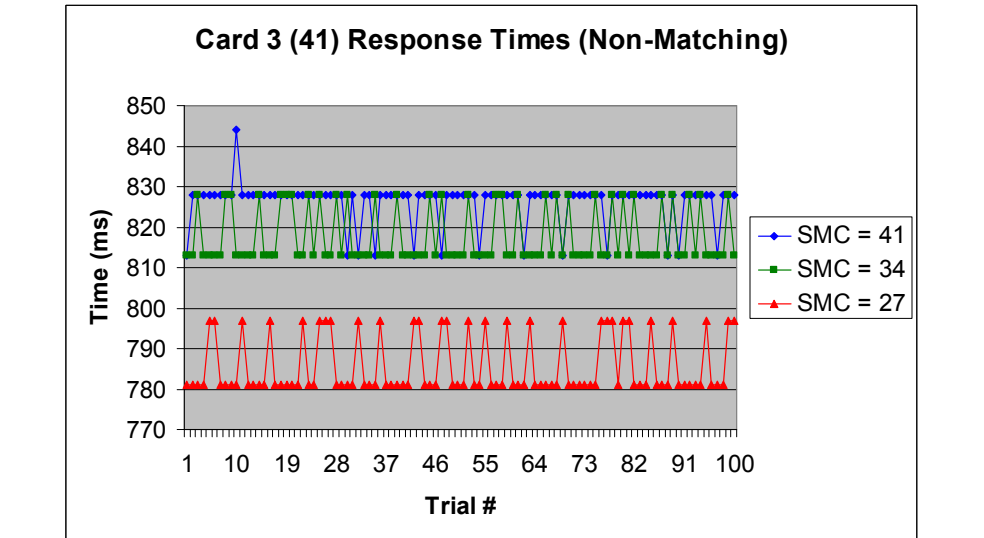 Card 3 (41) Response Times (Non-Matching)
850
840
830
820
810
800
790
780
770
Time (ms)
1 10 19 28 37 46 55 64 73 82 91 100
Trial #
SMC = 41
SMC = 34
SMC = 27